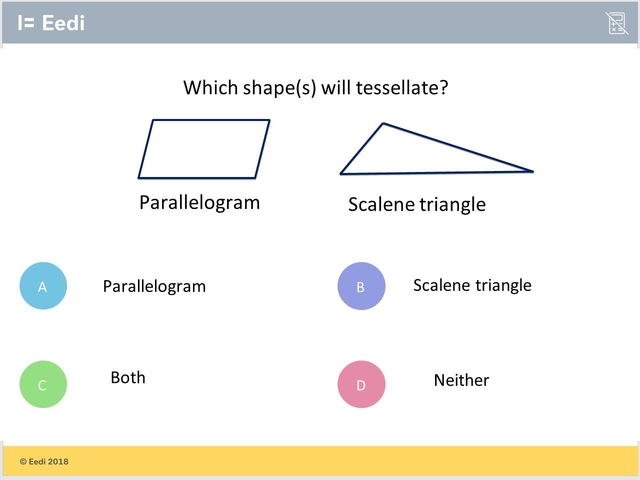 I= Eedi
Which shape(s) will tessellate?
Parallelogram
Scalene triangle
A
Parallelogram
B
Scalene triangle
C
Both
D
Neither
© Eedi 2018